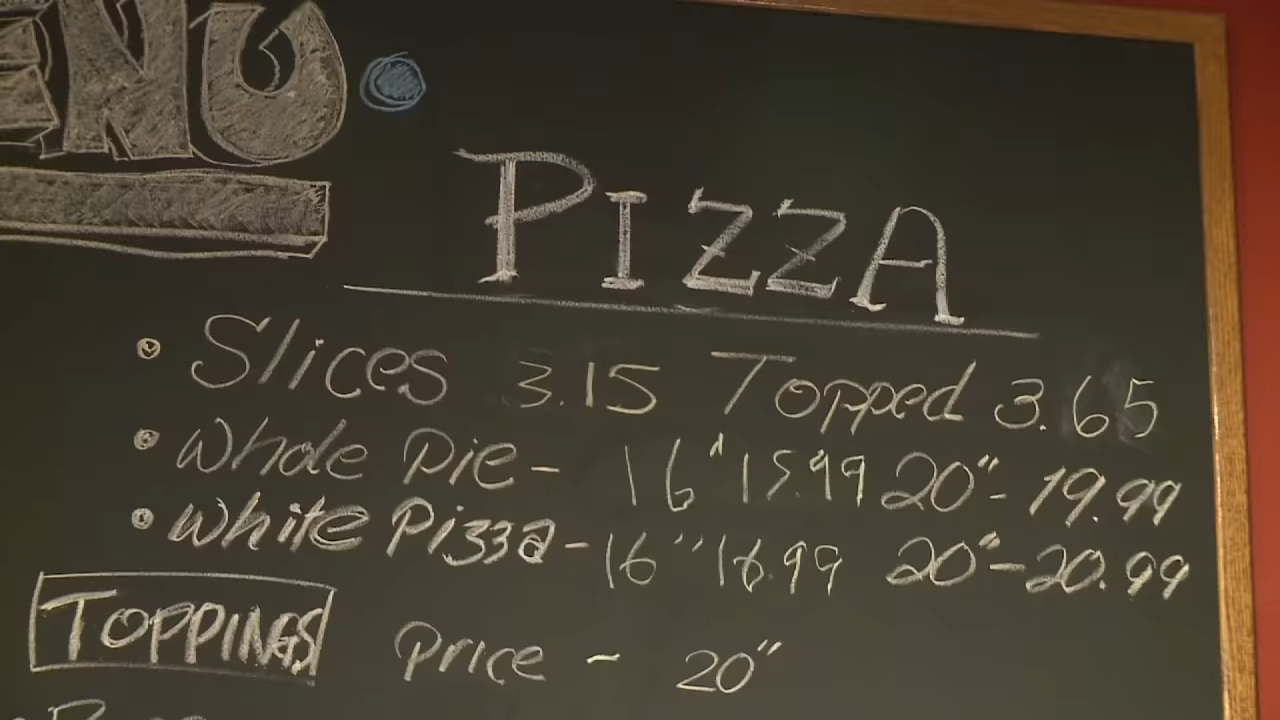 ENU
PIZZA
• Slices 3.15 Topped 3.65
• Whole Pie - 16" 15.99 20" - 19.99
• White Pizza - 16" 16.99 20" - 20.99
TOPPINGS Price - 20"